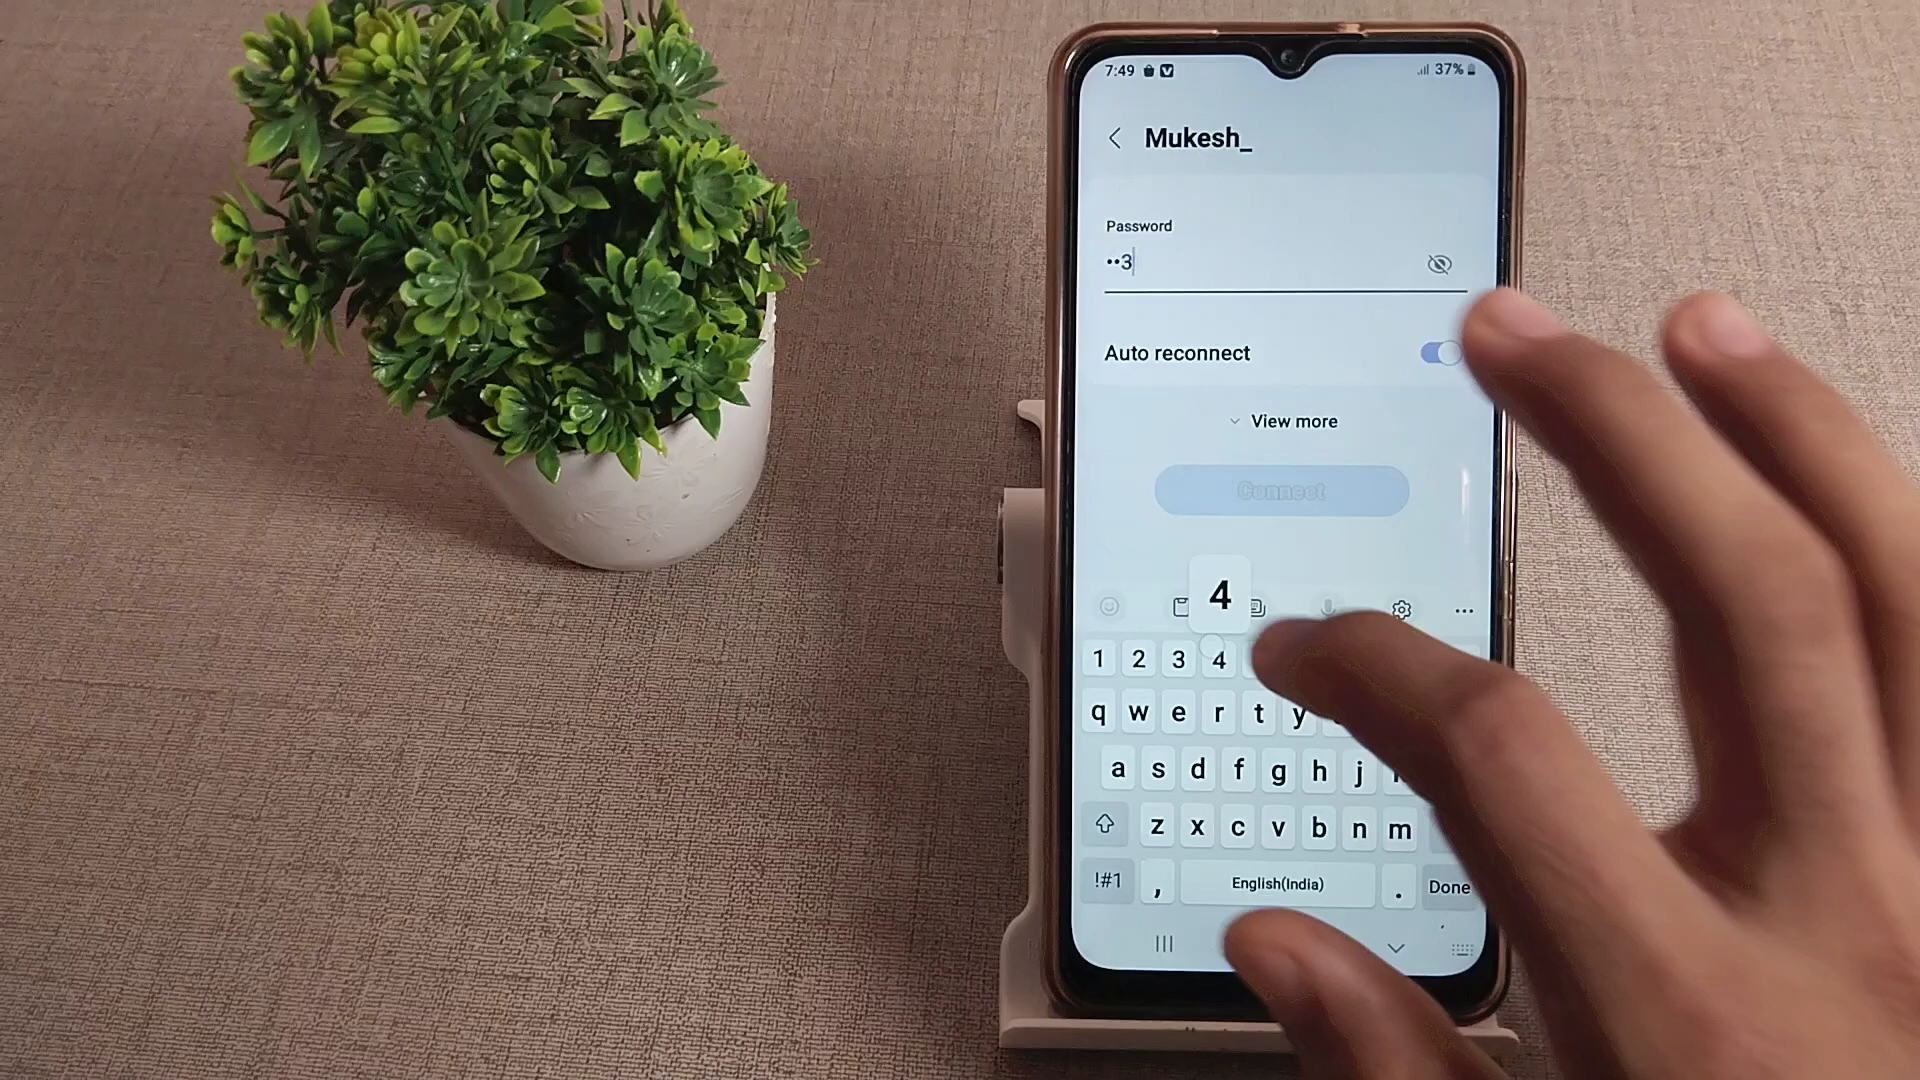 7:49 37%
Mukesh_
Password
••3
Auto reconnect
View more
Connect
4
1 2 3 4
q w e r t y
a s d f g h j
z x c v b n m
!#1 , English(India) . Done